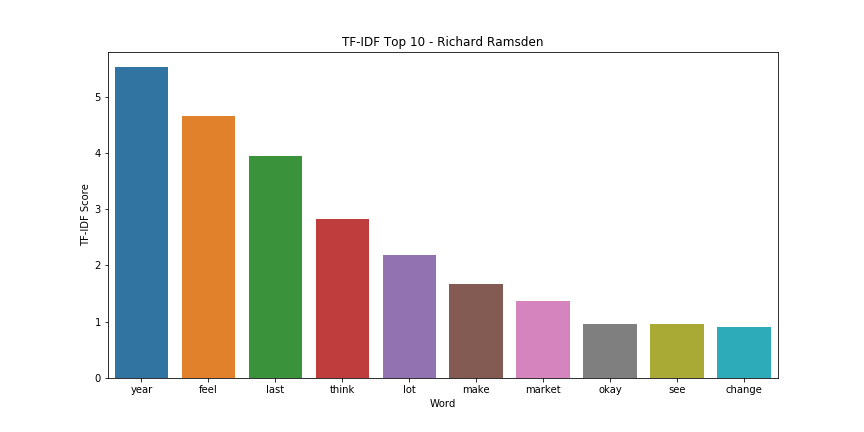 TF-IDF Top 10 - Richard Ramsden
TF-IDF Score
5
4
3
2
1
0
year feel last think lot make market okay see change
Word